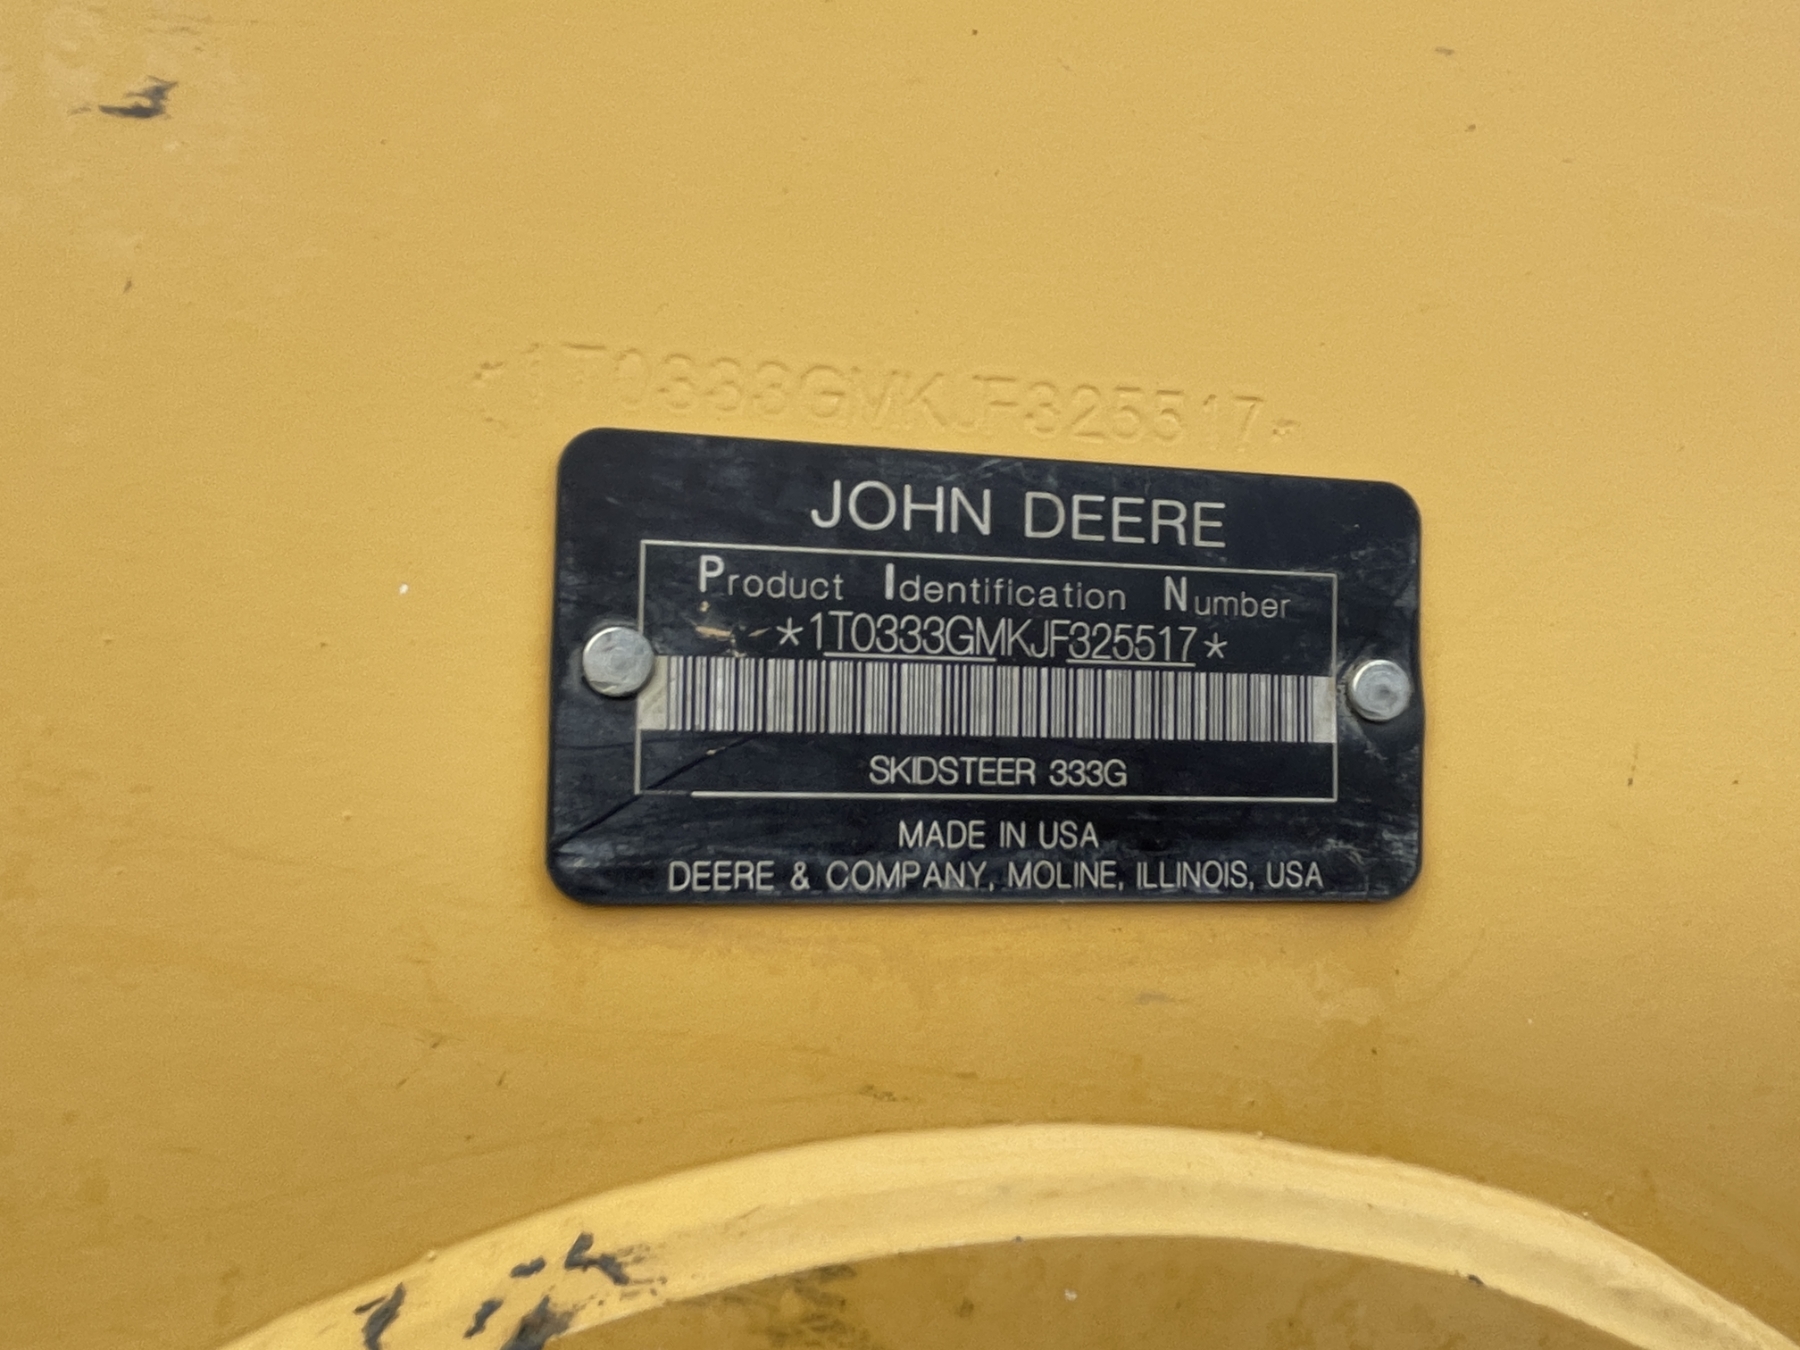 *1T0333GMKJF325517*
JOHN DEERE
Product Identification Number
*1T0333GMKJF325517*
SKIDSTEER 333G
MADE IN USA
DEERE & COMPANY, MOLINE, ILLINOIS, USA